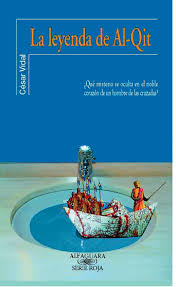 La leyenda de Al-Qit
César Vidal
¿Qué misterio se oculta en el noble
corazón de un hombre de las cruzadas?
ALFAGUARA
SERIE ROJA